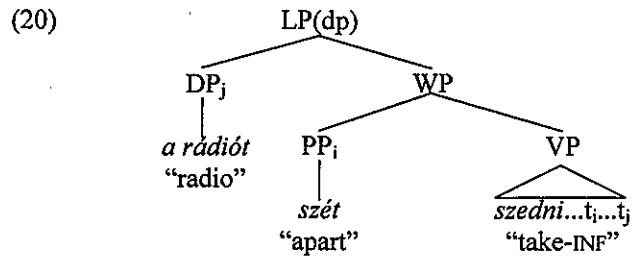 (20) LP(dp)
DPⱼ WP
a rádiót PPᵢ VP
"radio"
szét szedni...tᵢ...tⱼ
"apart" "take-INF"